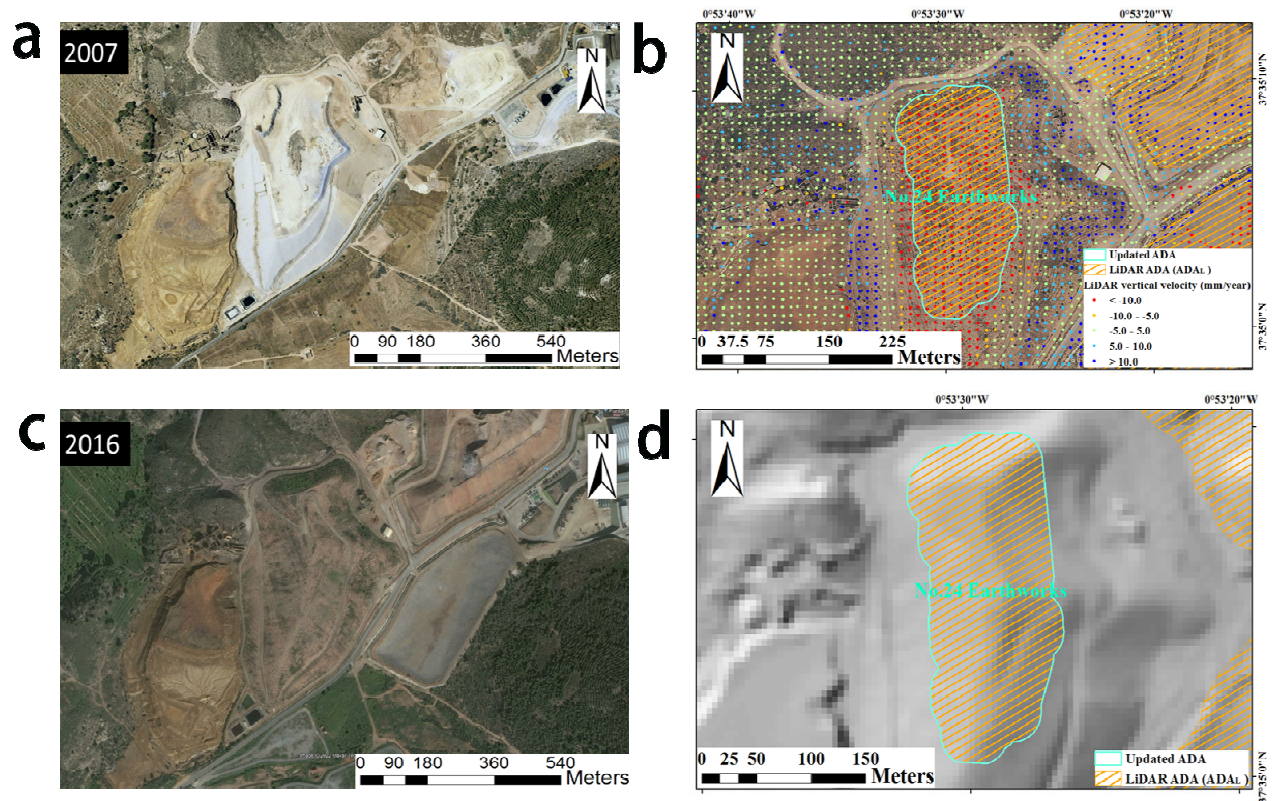 a
2007
N
0 90 180 360 540
Meters
b
0°53'40"W 0°53'30"W 0°53'20"W
N
37°35'10"N
37°35'0"N
No.24 Earthworks
Updated ADA
LiDAR ADA (ADAL )
LiDAR vertical velocity (mm/year)
< -10.0
-10.0 - -5.0
-5.0 - 5.0
5.0 - 10.0
> 10.0
0 37.5 75 150 225
Meters
c
2016
N
0 90 180 360 540
Meters
d
0°53'30"W 0°53'20"W
N
No.24 Earthworks
37°35'0"N
0 25 50 100 150
Meters
Updated ADA
LiDAR ADA (ADAL )